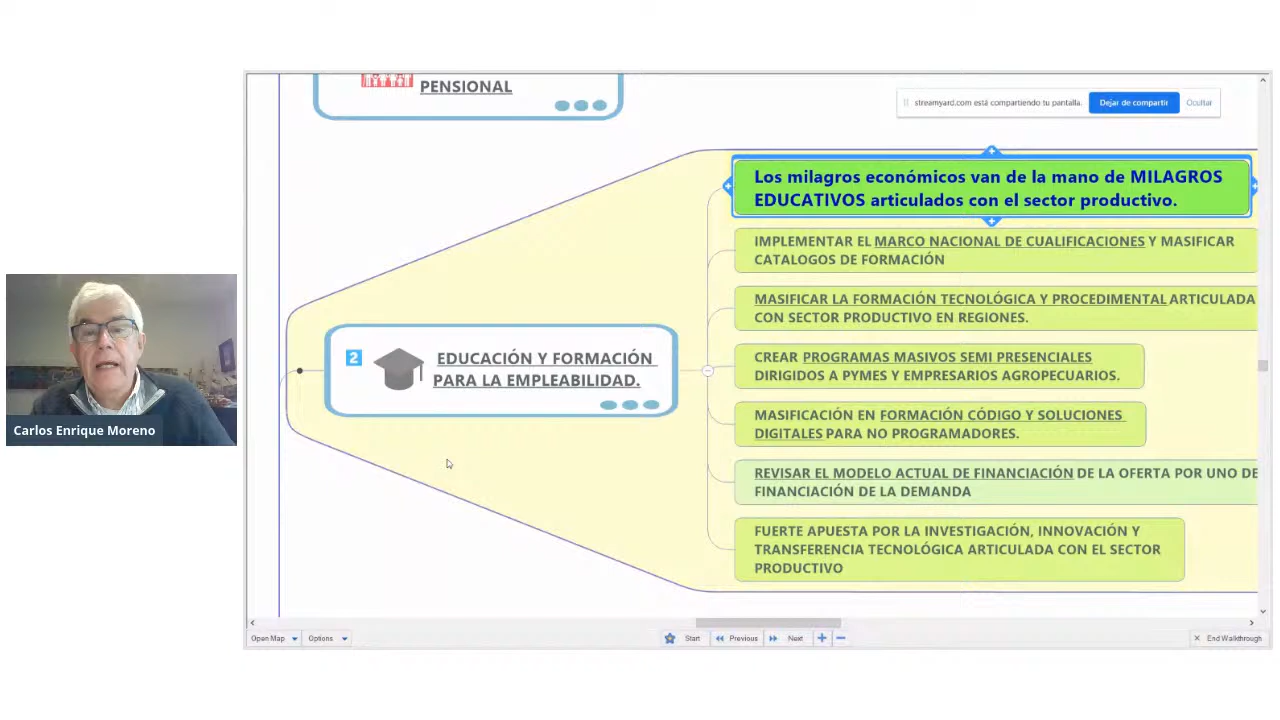 PENSIONAL
streamyard.com está compartiendo tu pantalla.
Dejar de compartir
Ocultar
Los milagros económicos van de la mano de MILAGROS
EDUCATIVOS articulados con el sector productivo.
IMPLEMENTAR EL MARCO NACIONAL DE CUALIFICACIONES Y MASIFICAR
CATALOGOS DE FORMACIÓN
MASIFICAR LA FORMACIÓN TECNOLÓGICA Y PROCEDIMENTAL ARTICULADA
CON SECTOR PRODUCTIVO EN REGIONES.
2
EDUCACIÓN Y FORMACIÓN
PARA LA EMPLEABILIDAD.
CREAR PROGRAMAS MASIVOS SEMI PRESENCIALES
DIRIGIDOS A PYMES Y EMPRESARIOS AGROPECUARIOS.
MASIFICACIÓN EN FORMACIÓN CÓDIGO Y SOLUCIONES
DIGITALES PARA NO PROGRAMADORES.
REVISAR EL MODELO ACTUAL DE FINANCIACIÓN DE LA OFERTA POR UNO DE
FINANCIACIÓN DE LA DEMANDA
FUERTE APUESTA POR LA INVESTIGACIÓN, INNOVACIÓN Y
TRANSFERENCIA TECNOLÓGICA ARTICULADA CON EL SECTOR
PRODUCTIVO
Carlos Enrique Moreno
Open Map
Options
Start
Previous
Next
End Walkthrough